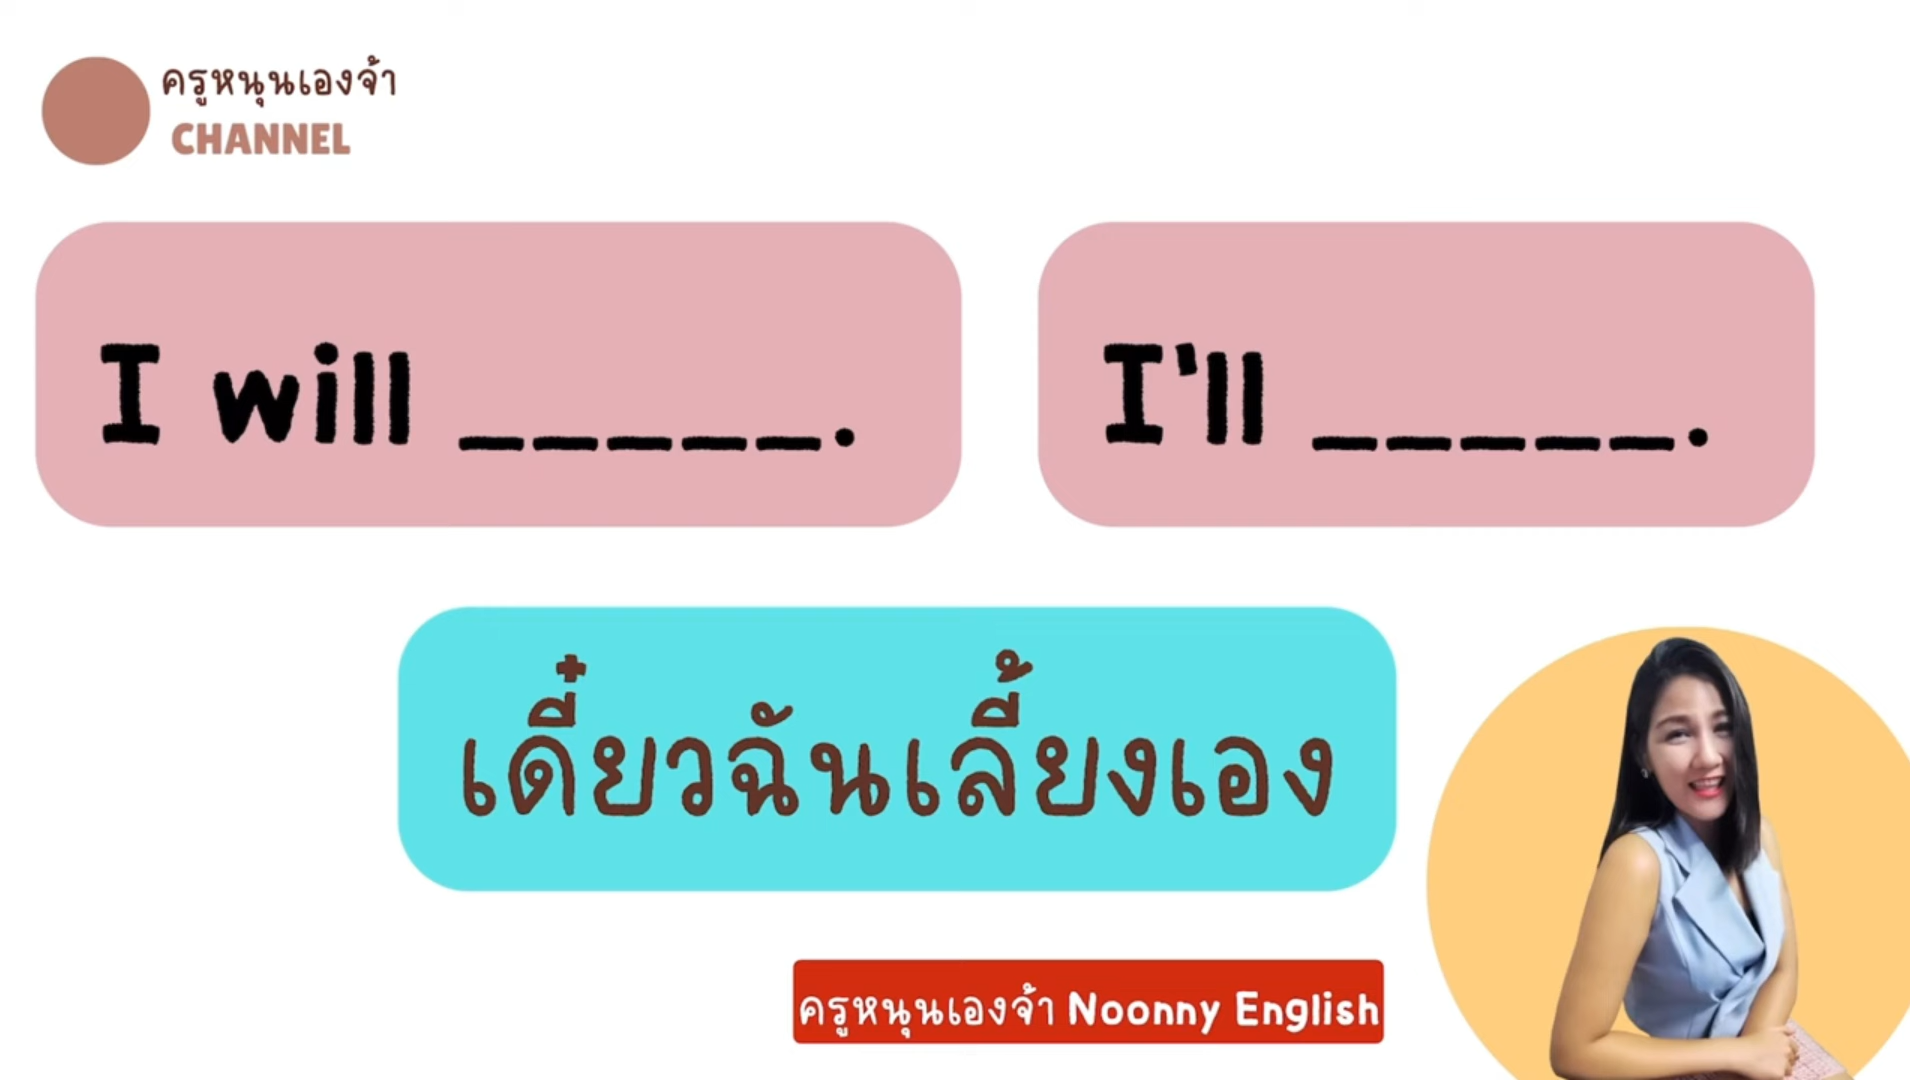 ครูหนุนเองจ้า
CHANNEL
I will _____.
I'll _____.
เดี๋ยวฉันเลี้ยงเอง
ครูหนุนเองจ้า Noonny English